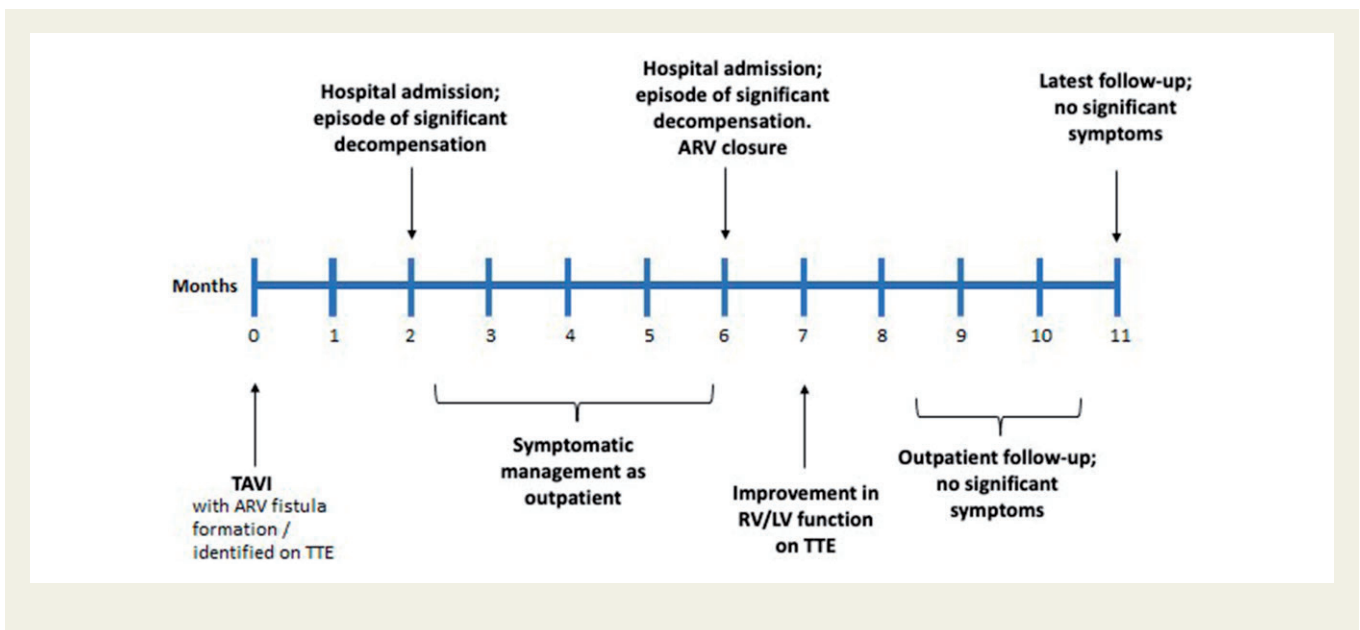 Hospital admission;
episode of significant
decompensation
Hospital admission;
episode of significant
decompensation.
ARV closure
Latest follow-up;
no significant
symptoms
Months
0
1
2
3
4
5
6
7
8
9
10
11
TAVI
with ARV fistula
formation /
identified on TTE
Symptomatic
management as
outpatient
Improvement in
RV/LV function
on TTE
Outpatient follow-up;
no significant
symptoms